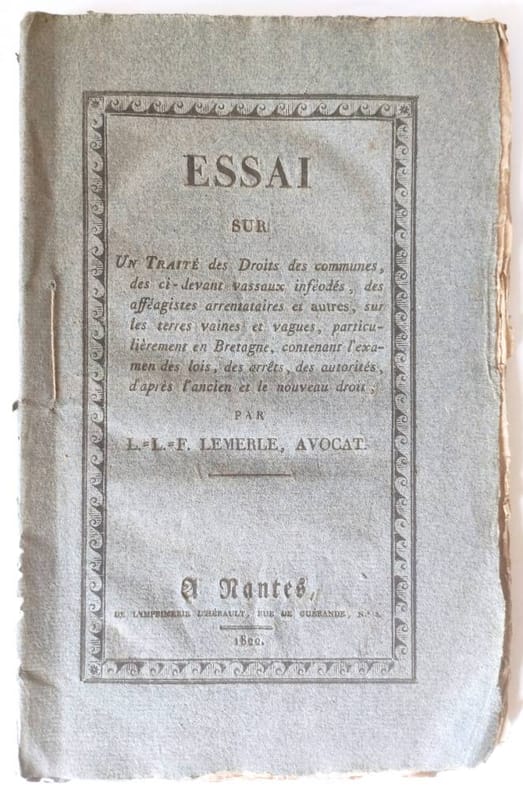 ESSAI
SUR
UN TRAITÉ des Droits des communes,
des ci-devant vassaux inféodés, des
afféagistes arrentataires et autres, sur
les terres vaines et vagues, particu-
lièrement en Bretagne, contenant l'exa-
men des lois, des arrêts, des autorités,
d'après l'ancien et le nouveau droit;
PAR
L.=L.=F. LEMERLE, AVOCAT.
A Nantes,
DE L'IMPRIMERIE D'HÉRAULT, RUE DE GUÉRANDE,